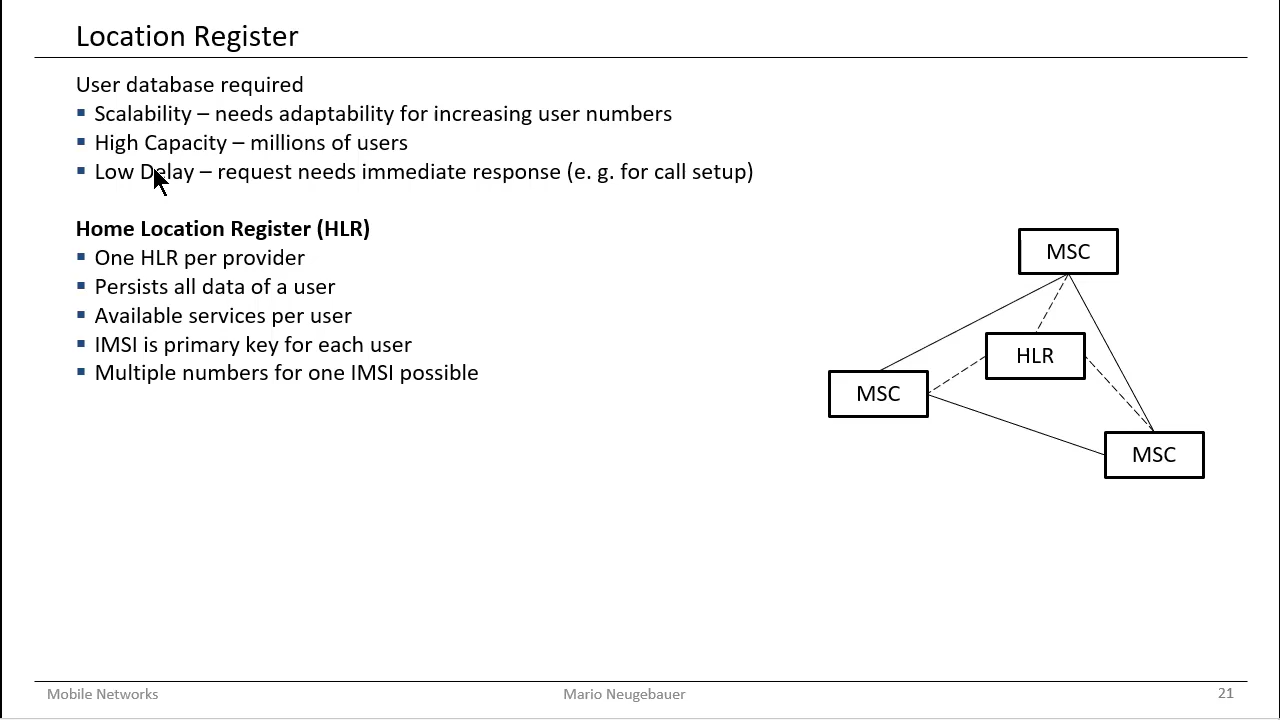 Location Register
User database required
▪ Scalability – needs adaptability for increasing user numbers
▪ High Capacity – millions of users
▪ Low Delay – request needs immediate response (e. g. for call setup)
Home Location Register (HLR)
▪ One HLR per provider
▪ Persists all data of a user
▪ Available services per user
▪ IMSI is primary key for each user
▪ Multiple numbers for one IMSI possible
MSC
HLR
MSC
MSC
Mobile Networks
Mario Neugebauer
21